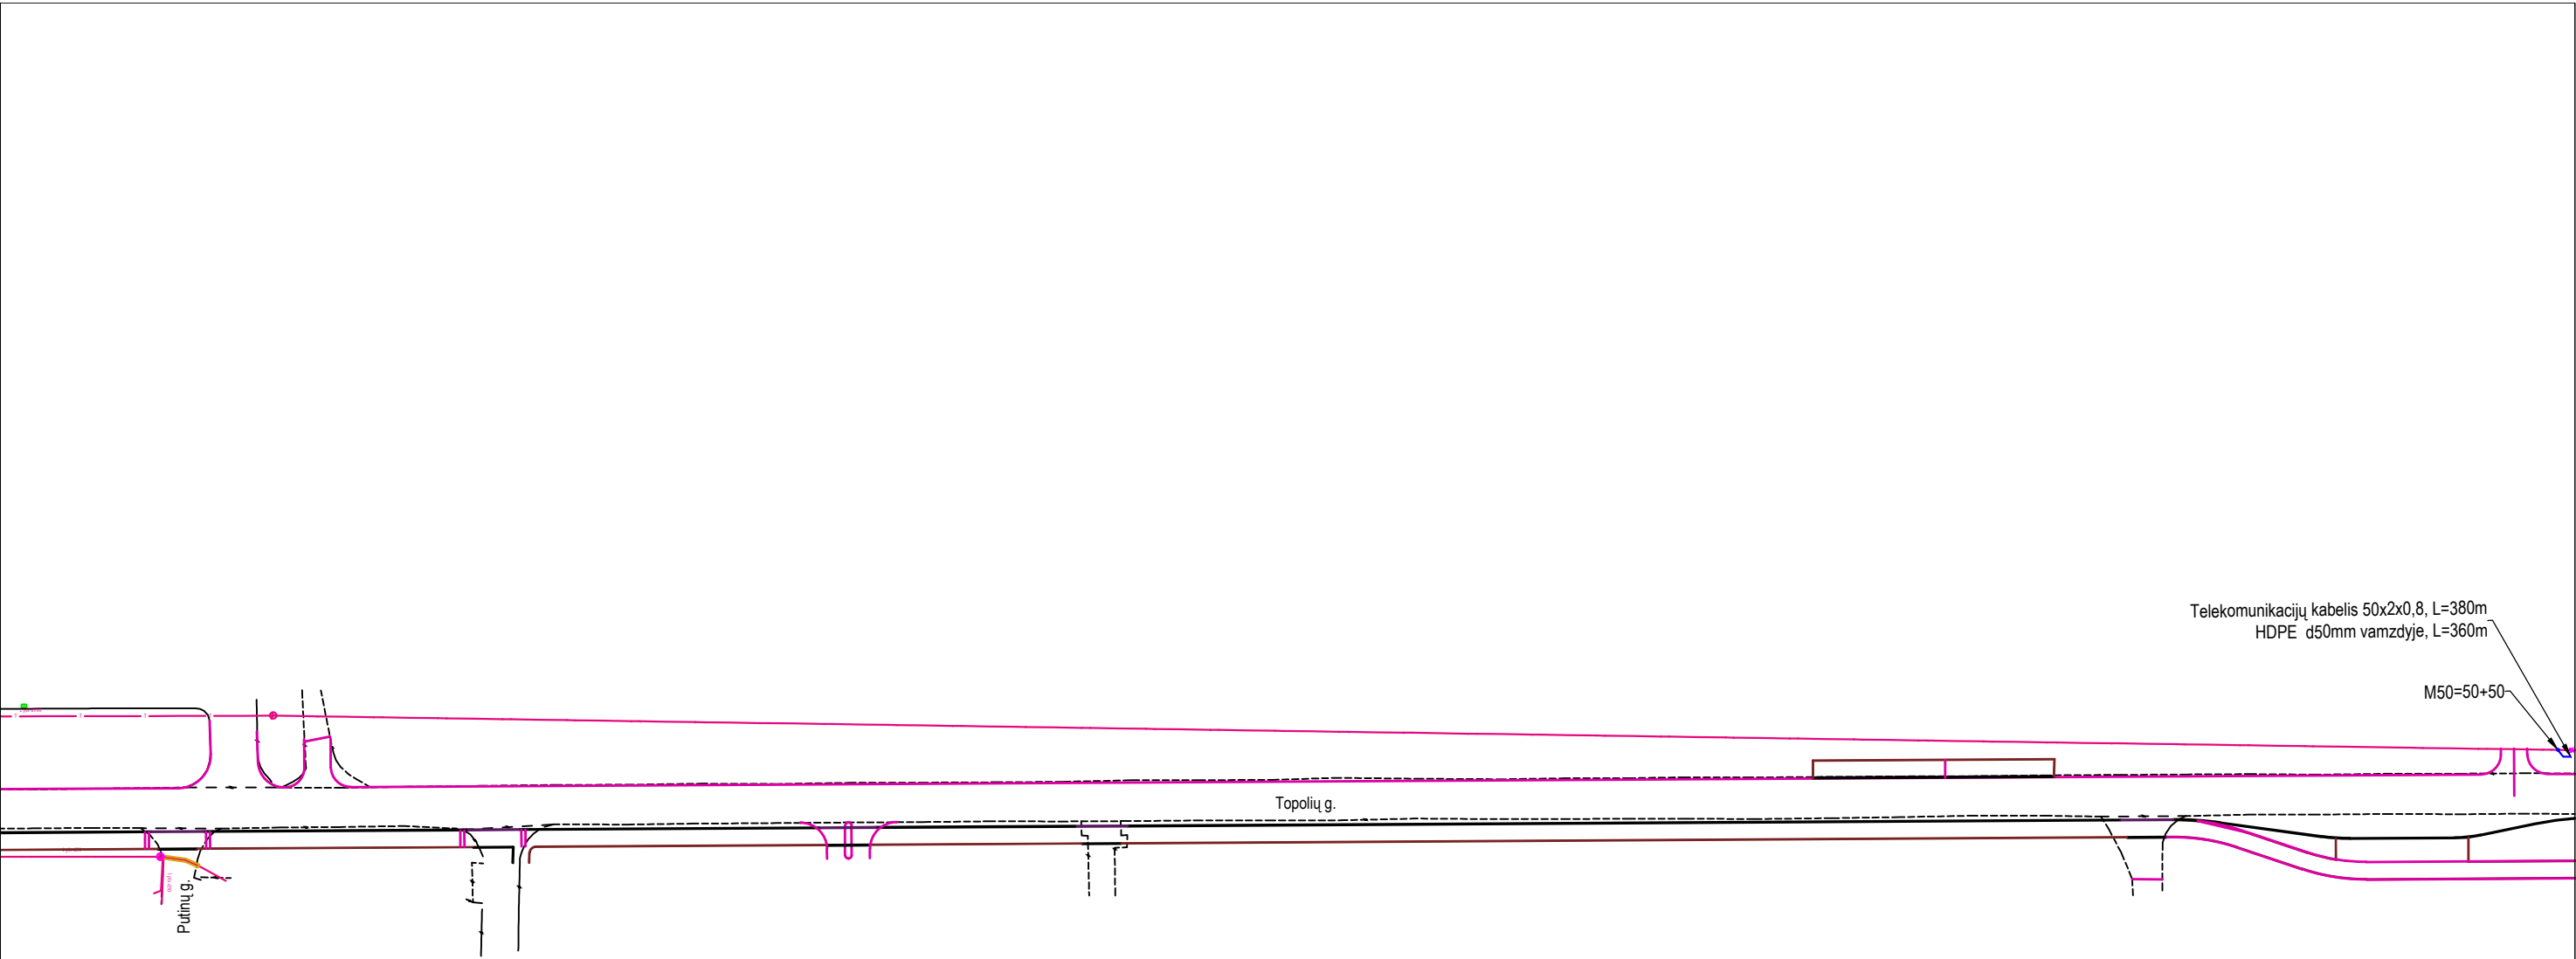 Telekomunikacijų kabelis 50x2x0,8, L=380m
HDPE d50mm vamzdyje, L=360m
M50=50+50
Topolių g.
Putinų g.